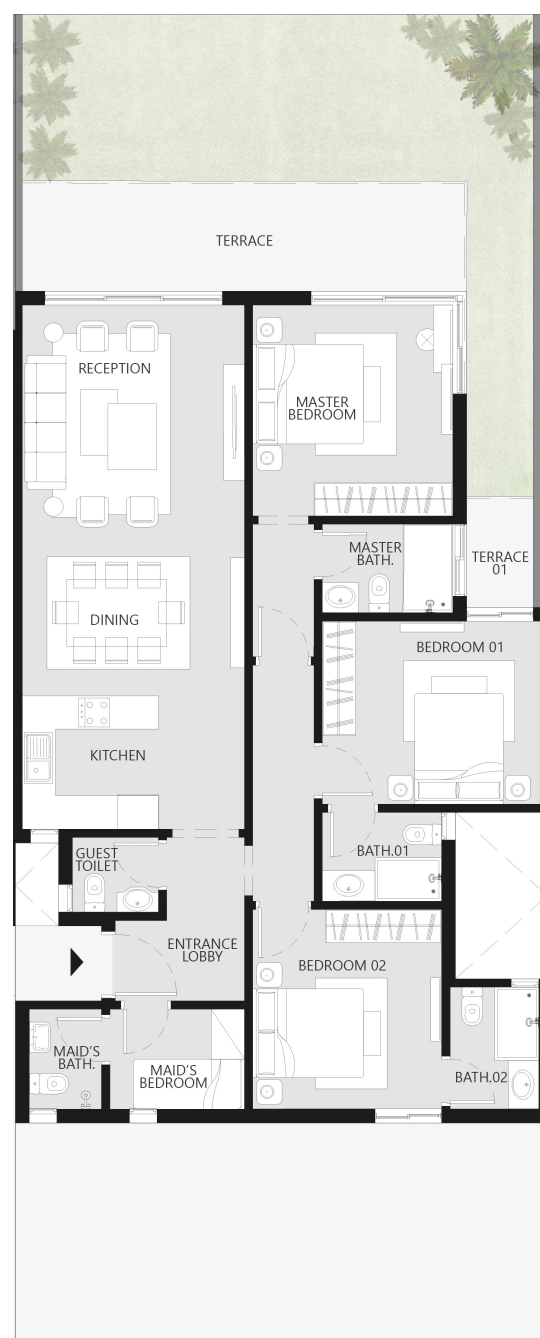 TERRACE
RECEPTION
MASTER
BEDROOM
MASTER
BATH.
TERRACE
01
DINING
BEDROOM 01
KITCHEN
GUEST
TOILET
BATH.01
ENTRANCE
LOBBY
BEDROOM 02
MAID'S
BATH.
MAID'S
BEDROOM
BATH.02